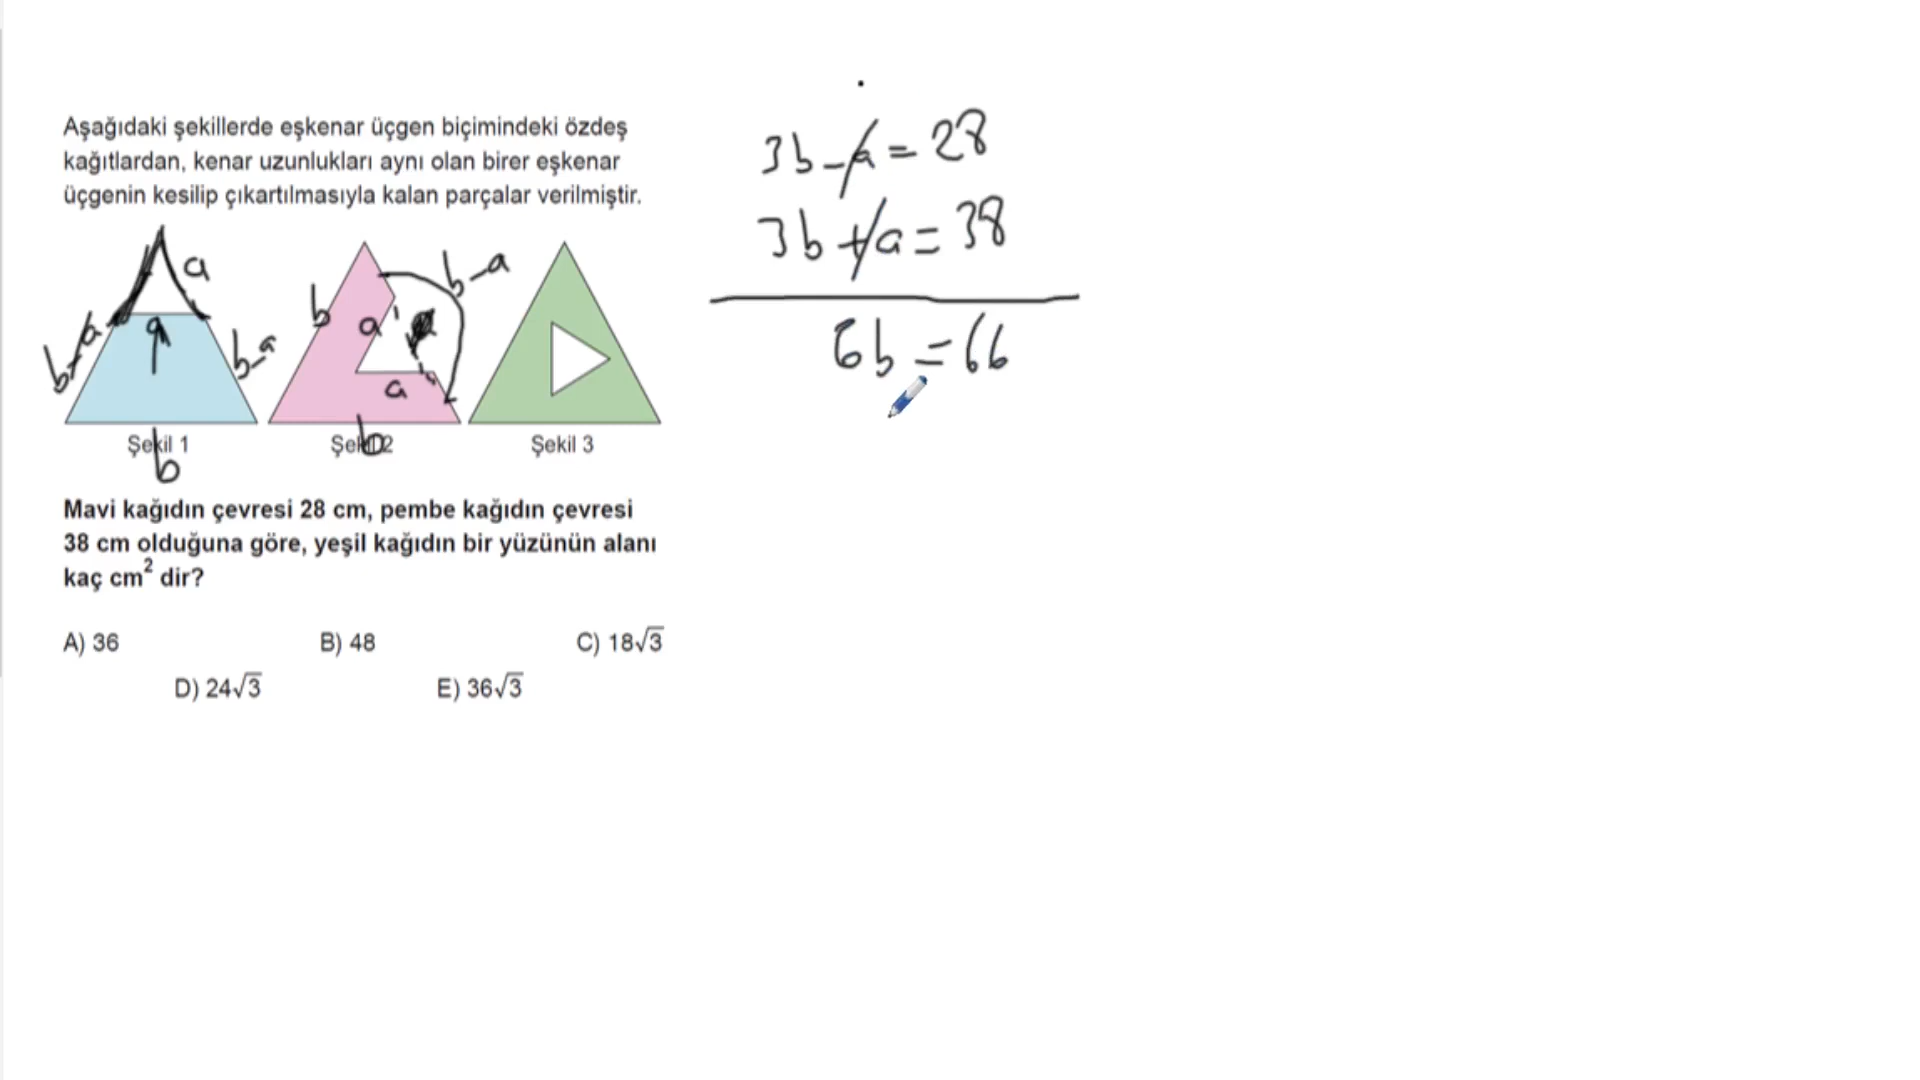 Aşağıdaki şekillerde eşkenar üçgen biçimindeki özdeş
kağıtlardan, kenar uzunlukları aynı olan birer eşkenar
üçgenin kesilip çıkartılmasıyla kalan parçalar verilmiştir.
a
b-a
a
b-a
b
b-a
b
a
a
b
Şekil 1
Şekil 2
Şekil 3
Mavi kağıdın çevresi 28 cm, pembe kağıdın çevresi
38 cm olduğuna göre, yeşil kağıdın bir yüzünün alanı
kaç cm² dir?
A) 36
B) 48
C) 18√3
D) 24√3
E) 36√3
3b-a=28
3b+a=38
6b=66